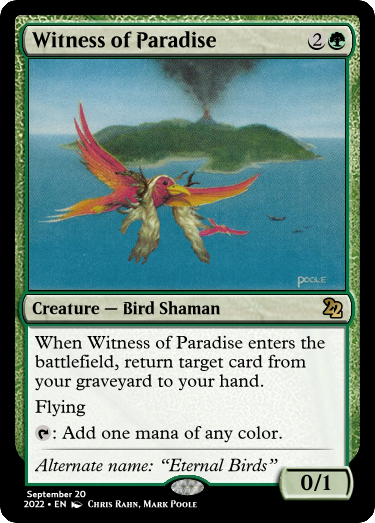 Witness of Paradise 2
POOLE
Creature — Bird Shaman 22
When Witness of Paradise enters the
battlefield, return target card from
your graveyard to your hand.
Flying
: Add one mana of any color.
Alternate name: “Eternal Birds”
0/1
September 20
2022 • EN Chris Rahn, Mark Poole